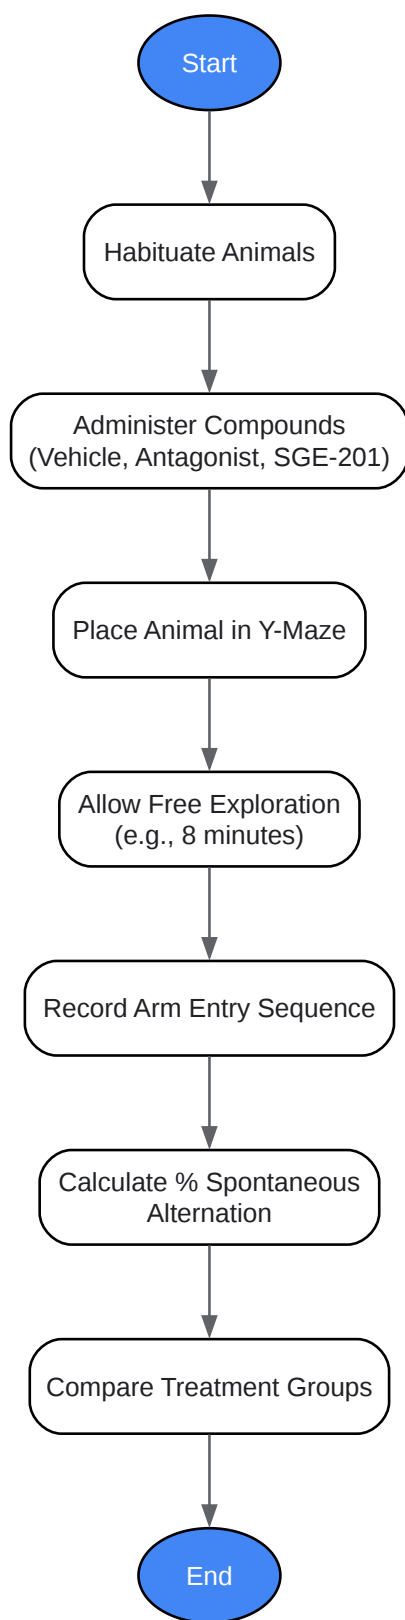 Start
Habituate Animals
Administer Compounds
(Vehicle, Antagonist, SGE-201)
Place Animal in Y-Maze
Allow Free Exploration
(e.g., 8 minutes)
Record Arm Entry Sequence
Calculate % Spontaneous
Alternation
Compare Treatment Groups
End